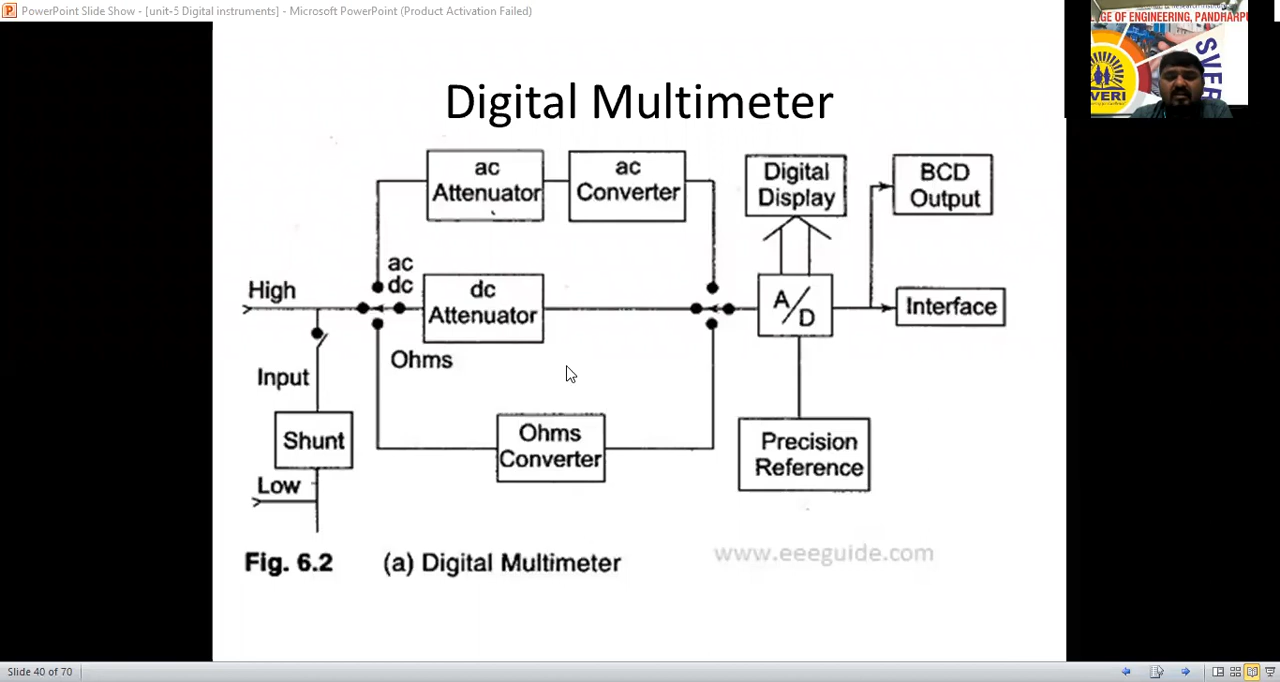 PowerPoint Slide Show - [unit-5 Digital instruments] - Microsoft PowerPoint (Product Activation Failed)
OF ENGINEERING, PANDHARP
SVER
VERI
Digital Multimeter
ac
Attenuator
ac
Converter
Digital
Display
BCD
Output
ac
dc
High
dc
Attenuator
A/D
Interface
Ohms
Input
Shunt
Ohms
Converter
Precision
Reference
Low
Fig. 6.2 (a) Digital Multimeter
www.eeeguide.com
Slide 40 of 70